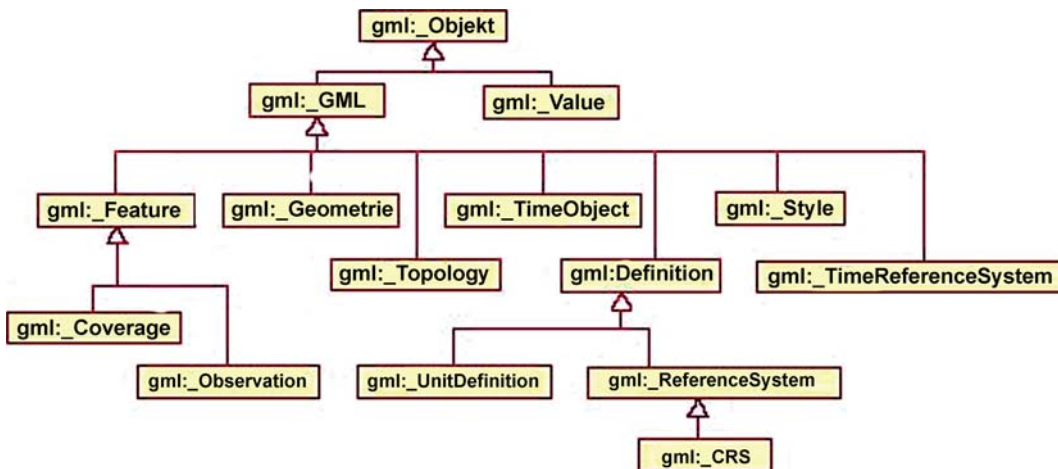 gml:_Objekt
gml:_GML
gml:_Value
gml:_Feature
gml:_Geometrie
gml:_TimeObject
gml:_Style
gml:_Topology
gml:Definition
gml:_TimeReferenceSystem
gml:_Coverage
gml:_Observation
gml:_UnitDefinition
gml:_ReferenceSystem
gml:_CRS